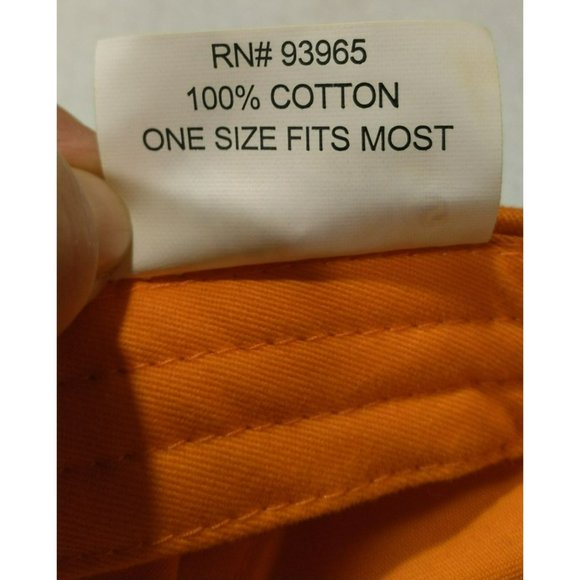 RN# 93965
100% COTTON
ONE SIZE FITS MOST